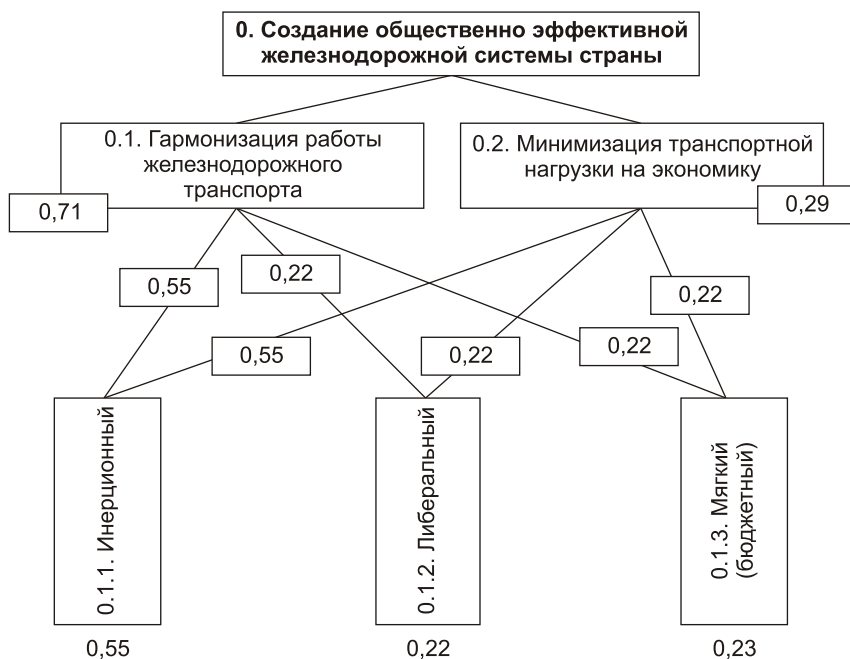 0. Создание общественно эффективной
железнодорожной системы страны
0.1. Гармонизация работы
железнодорожного
транспорта
0,71
0.2. Минимизация транспортной
нагрузки на экономику
0,29
0,55
0,22
0,22
0,55
0,22
0,22
0.1.1. Инерционный
0.1.2. Либеральный
0.1.3. Мягкий
(бюджетный)
0,55
0,22
0,23